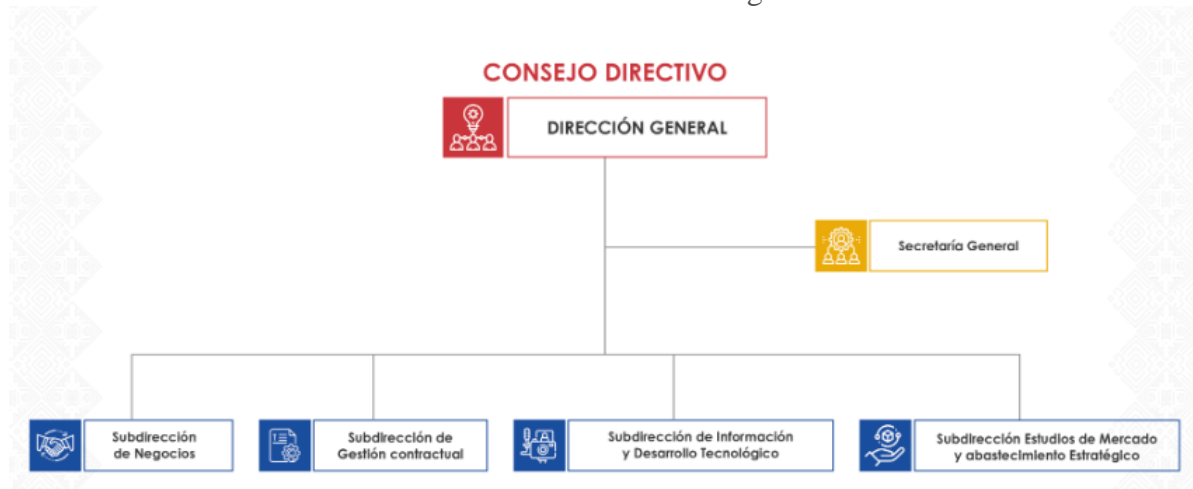 CONSEJO DIRECTIVO
DIRECCIÓN GENERAL
Secretaría General
Subdirección
de Negocios
Subdirección de
Gestión contractual
Subdirección de Información
y Desarrollo Tecnológico
Subdirección Estudios de Mercado
y abastecimiento Estratégico